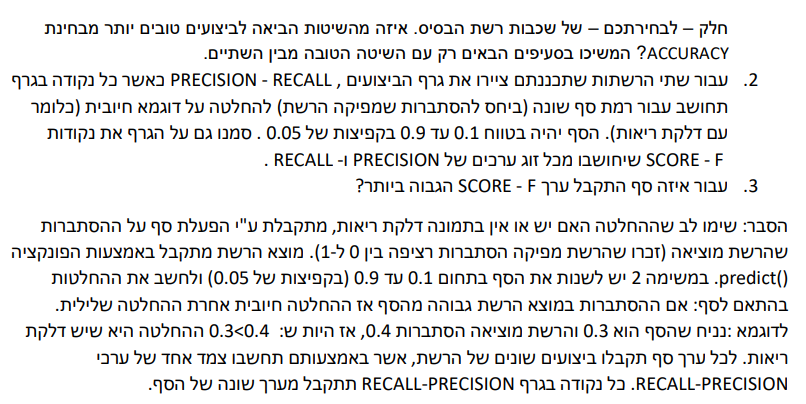 חלק – לבחירתכם – של שכבות רשת הבסיס. איזה מהשיטות הביאה לביצועים טובים יותר מבחינת
ACCURACY? המשיכו בסעיפים הבאים רק עם השיטה הטובה מבין השתיים.
2. עבור שתי הרשתות שתכננתם ציירו את גרף הביצועים , PRECISION - RECALL כאשר כל נקודה בגרף
תחושב עבור רמת סף שונה (ביחס להסתברות שמפיקה הרשת) להחלטה על דוגמא חיובית (כלומר
עם דלקת ריאות). הסף יהיה בטווח 0.1 עד 0.9 בקפיצות של 0.05 . סמנו גם על הגרף את נקודות
SCORE - F שיחושבו מכל זוג ערכים של PRECISION ו- RECALL .
3. עבור איזה סף התקבל ערך SCORE - F הגבוה ביותר?
הסבר: שימו לב שההחלטה האם יש או אין בתמונה דלקת ריאות, מתקבלת ע"י הפעלת סף על ההסתברות
שהרשת מוציאה (זכרו שהרשת מפיקה הסתברות רציפה בין 0 ל-1). מוצא הרשת מתקבל באמצעות הפונקציה
predict(). במשימה 2 יש לשנות את הסף בתחום 0.1 עד 0.9 (בקפיצות של 0.05) ולחשב את ההחלטות
בהתאם לסף: אם ההסתברות במוצא הרשת גבוהה מהסף אז ההחלטה חיובית אחרת ההחלטה שלילית.
לדוגמא :נניח שהסף הוא 0.3 והרשת מוציאה הסתברות 0.4, אז היות ש: 0.3<0.4 ההחלטה היא שיש דלקת
ריאות. לכל ערך סף תקבלו ביצועים שונים של הרשת, אשר באמצעותם תחשבו צמד אחד של ערכי
RECALL-PRECISION. כל נקודה בגרף RECALL-PRECISION תתקבל מערך שונה של הסף.